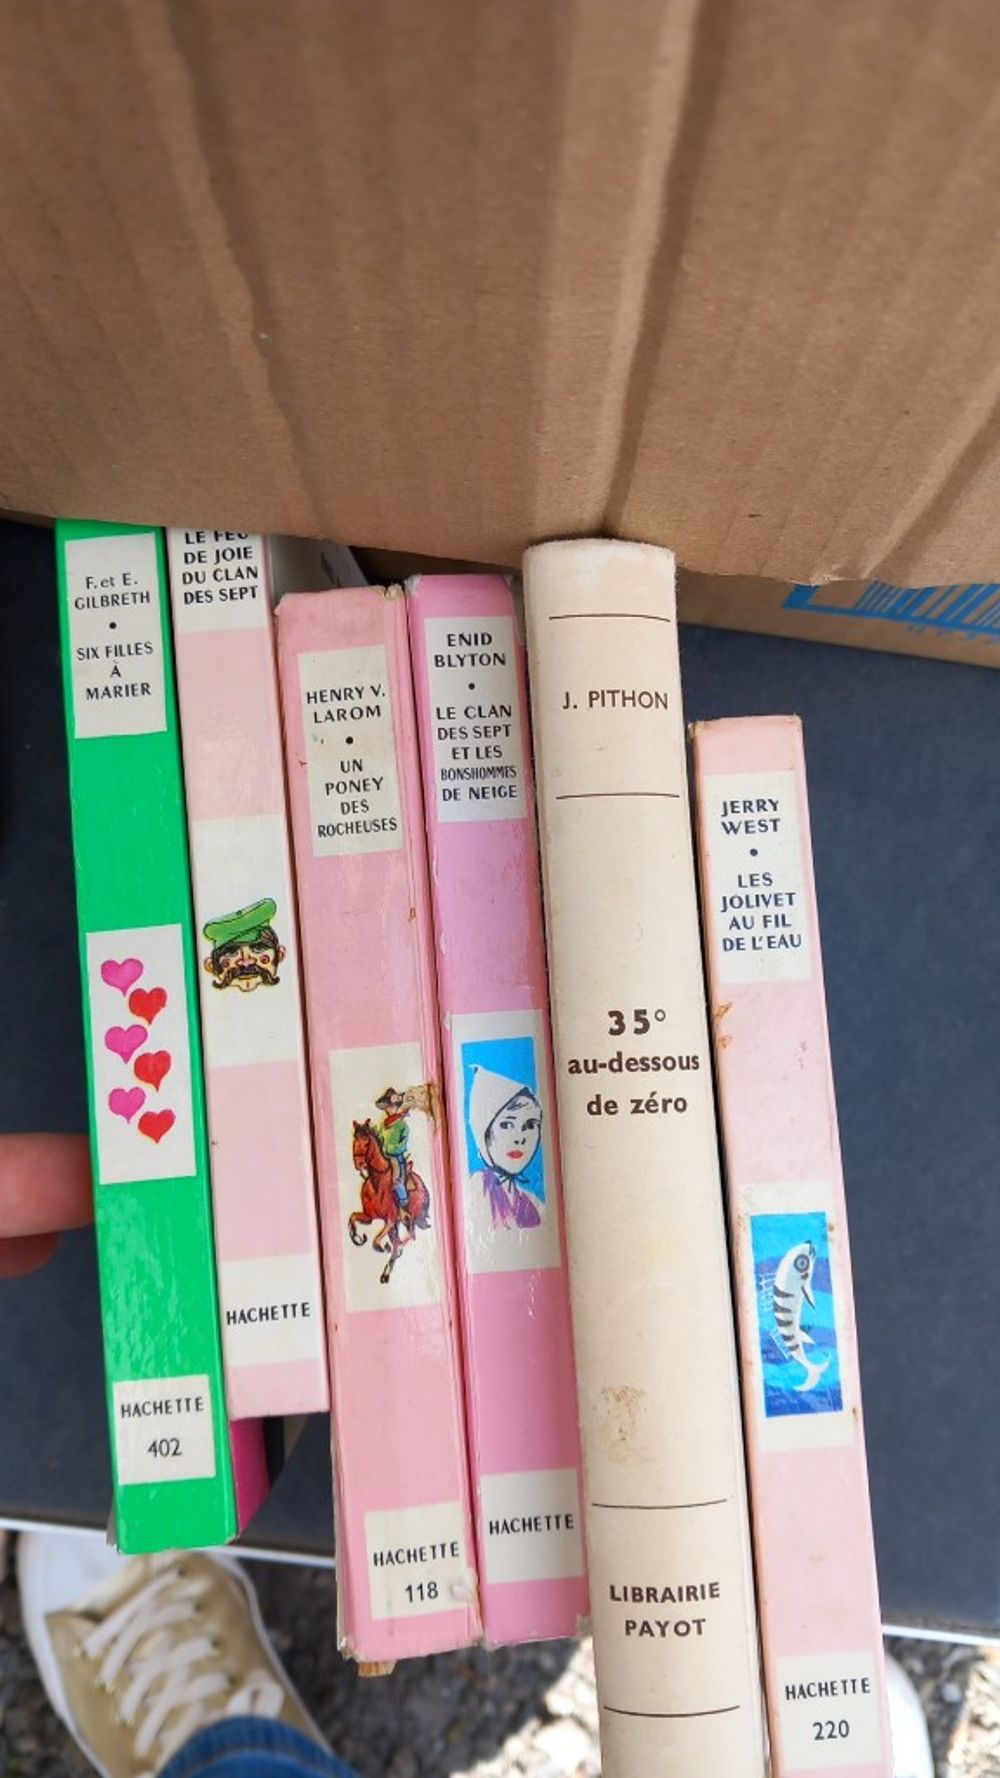 F. et E.
GILBRETH
•
SIX FILLES
À
MARIER
HACHETTE
402
LE FEU
DE JOIE
DU CLAN
DES SEPT
HACHETTE
HENRY V.
LAROM
•
UN
PONEY
DES
ROCHEUSES
HACHETTE
118
ENID
BLYTON
•
LE CLAN
DES SEPT
ET LES
BONSHOMMES
DE NEIGE
HACHETTE
J. PITHON
35°
au-dessous
de zéro
LIBRAIRIE
PAYOT
JERRY
WEST
•
LES
JOLIVET
AU FIL
DE L'EAU
HACHETTE
220